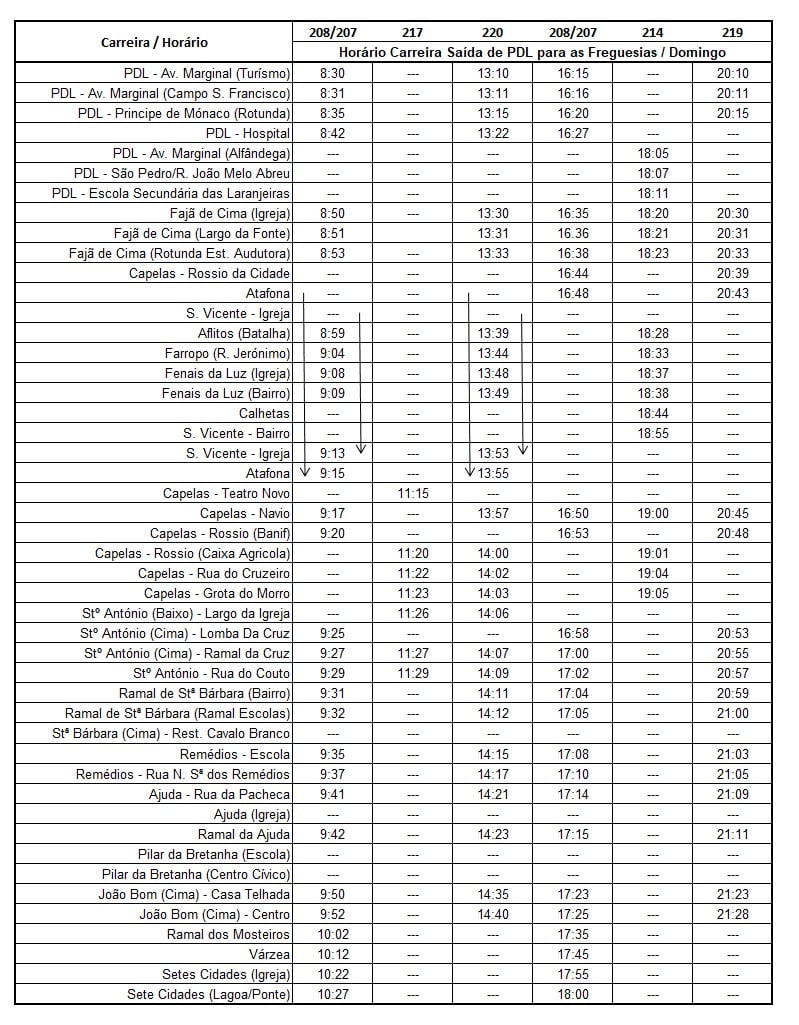 Carreira / Horário 208/207 217 220 208/207 214 219
Horário Carreira Saída de PDL para as Freguesias / Domingo
PDL - Av. Marginal (Turísmo) 8:30 --- 13:10 16:15 --- 20:10
PDL - Av. Marginal (Campo S. Francisco) 8:31 --- 13:11 16:16 --- 20:11
PDL - Principe de Mónaco (Rotunda) 8:35 --- 13:15 16:20 --- 20:15
PDL - Hospital 8:42 --- 13:22 16:27 --- ---
PDL - Av. Marginal (Alfândega) --- --- --- --- 18:05 ---
PDL - São Pedro/R. João Melo Abreu --- --- --- --- 18:07 ---
PDL - Escola Secundária das Laranjeiras --- --- --- --- 18:11 ---
Fajã de Cima (Igreja) 8:50 13:30 16:35 18:20 20:30
Fajã de Cima (Largo da Fonte) 8:51 13:31 16:36 18:21 20:31
Fajã de Cima (Rotunda Est. Audutora) 8:53 --- 13:33 16:38 18:23 20:33
Capelas - Rossio da Cidade --- --- --- 16:44 --- 20:39
Atafona --- --- --- 16:48 --- 20:43
S. Vicente - Igreja --- --- --- --- --- ---
Aflitos (Batalha) 8:59 --- 13:39 --- 18:28 ---
Farropo (R. Jerónimo) 9:04 --- 13:44 --- 18:33 ---
Fenais da Luz (Igreja) 9:08 --- 13:48 --- 18:37 ---
Fenais da Luz (Bairro) 9:09 --- 13:49 --- 18:38 ---
Calhetas --- --- --- --- 18:44 ---
S. Vicente - Bairro --- --- --- --- 18:55 ---
S. Vicente - Igreja 9:13 --- 13:53 --- --- ---
Atafona 9:15 --- 13:55 --- --- ---
Capelas - Teatro Novo --- 11:15 --- --- --- ---
Capelas - Navio 9:17 13:57 16:50 19:00 20:45
Capelas - Rossio (Banif) 9:20 --- --- 16:53 --- 20:48
Capelas - Rossio (Caixa Agricola) --- 11:20 14:00 --- 19:01 ---
Capelas - Rua do Cruzeiro --- 11:22 14:02 --- 19:04 ---
Capelas - Grota do Morro --- 11:23 14:03 --- 19:05 ---
Stº António (Baixo) - Largo da Igreja --- 11:26 14:06 --- --- ---
Stº António (Cima) - Lomba Da Cruz 9:25 --- --- 16:58 --- 20:53
Stº António (Cima) - Ramal da Cruz 9:27 11:27 14:07 17:00 --- 20:55
Stº António - Rua do Couto 9:29 11:29 14:09 17:02 --- 20:57
Ramal de Stª Bárbara (Bairro) 9:31 --- 14:11 17:04 --- 20:59
Ramal de Stª Bárbara (Ramal Escolas) 9:32 --- 14:12 17:05 --- 21:00
Stª Bárbara (Cima) - Rest. Cavalo Branco --- --- --- --- --- ---
Remédios - Escola 9:35 --- 14:15 17:08 --- 21:03
Remédios - Rua N. Sª dos Remédios 9:37 --- 14:17 17:10 --- 21:05
Ajuda - Rua da Pacheca 9:41 --- 14:21 17:14 --- 21:09
Ajuda (Igreja) --- --- --- --- --- ---
Ramal da Ajuda 9:42 --- 14:23 17:15 --- 21:11
Pilar da Bretanha (Escola) --- --- --- --- --- ---
Pilar da Bretanha (Centro Cívico) --- --- --- --- --- ---
João Bom (Cima) - Casa Telhada 9:50 --- 14:35 17:23 --- 21:23
João Bom (Cima) - Centro 9:52 --- 14:40 17:25 --- 21:28
Ramal dos Mosteiros 10:02 --- --- 17:35 --- ---
Várzea 10:12 --- --- 17:45 --- ---
Setes Cidades (Igreja) 10:22 --- --- 17:55 --- ---
Sete Cidades (Lagoa/Ponte) 10:27 --- --- 18:00 --- ---